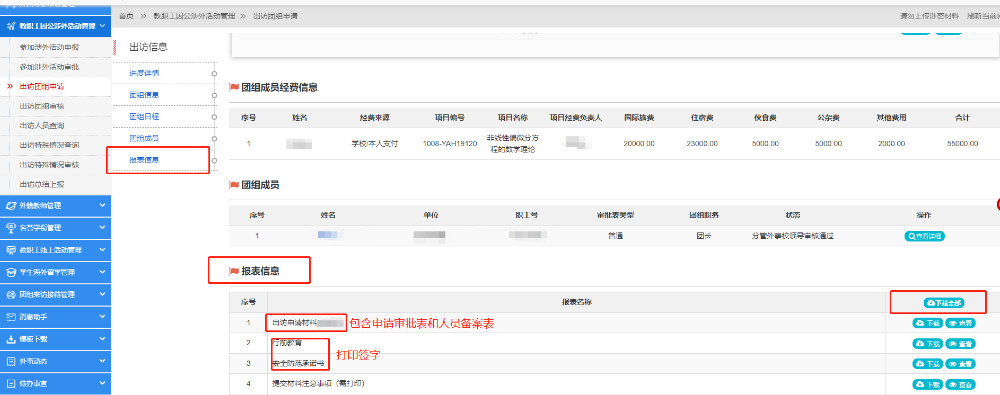 首页 >> 教职工因公涉外活动管理 >> 出访团组申请
请勿上传涉密材料 刷新当前界
教职工因公涉外活动管理
参加涉外活动申报
参加涉外活动审批
出访团组申请
出访团组审核
出访人员查询
出访特殊情况查询
出访特殊情况审核
出访总结上报
外籍教师管理
名誉学衔管理
教职工线上活动管理
学生海外留学管理
团组来访接待管理
消息助手
模板下载
外事动态
待办事宜
出访信息
进度详情
团组信息
团组日程
团组成员
报表信息
团组成员经费信息
序号 姓名 经费来源 项目编号 项目名称 项目经费负责人 国际旅费 住宿费 伙食费 公杂费 其他费用 合计
1 学校/本人支付 1008-YAH19120 非线性偏微分方 20000.00 23000.00 5000.00 5000.00 2000.00 55000.00
程的数学理论
团组成员
序号 姓名 单位 职工号 审批表类型 团组职务 状态 操作
1 普通 团长 分管外事校领导审核通过 查看详细
报表信息
序号 报表名称 下载全部
1 出访申请材料 包含申请审批表和人员备案表 下载 查看
2 行前教育 下载 查看
打印签字
3 安全防范承诺书 下载 查看
4 提交材料注意事项（需打印） 下载 查看